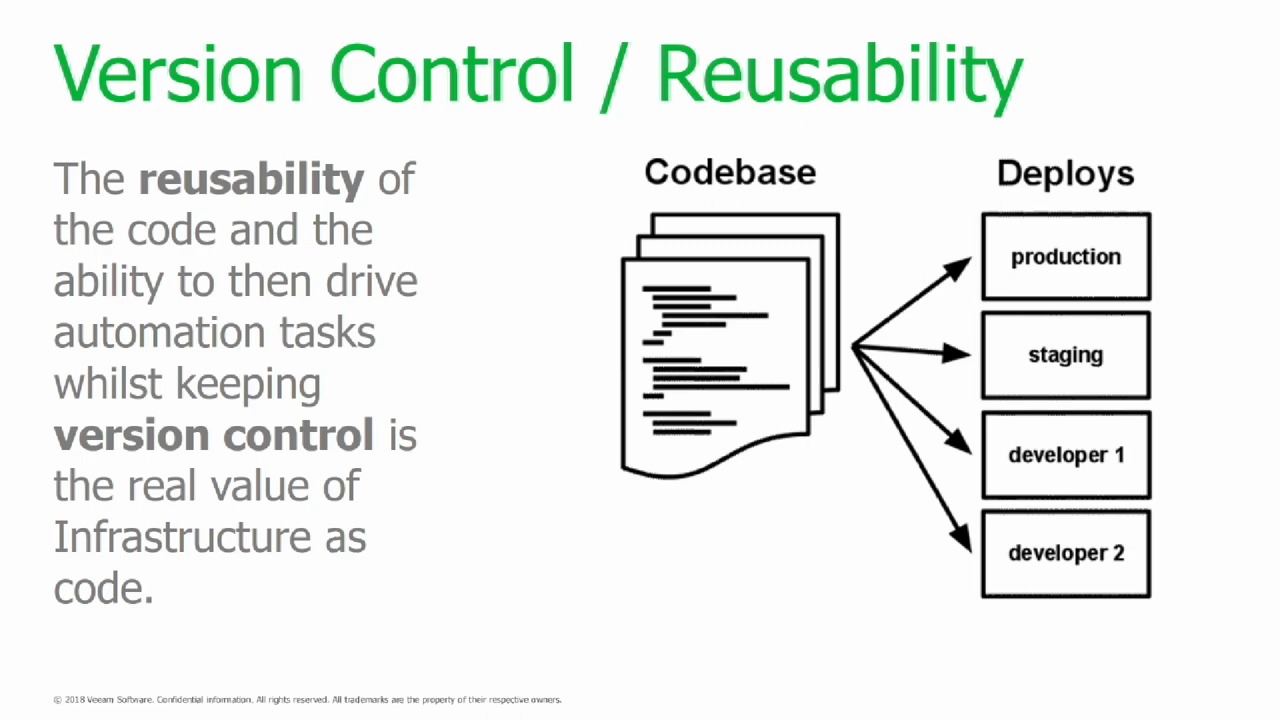 Version Control / Reusability
The reusability of
the code and the
ability to then drive
automation tasks
whilst keeping
version control is
the real value of
Infrastructure as
code.
Codebase
Deploys
production
staging
developer 1
developer 2
© 2018 Veeam Software. Confidential information. All rights reserved. All trademarks are the property of their respective owners.